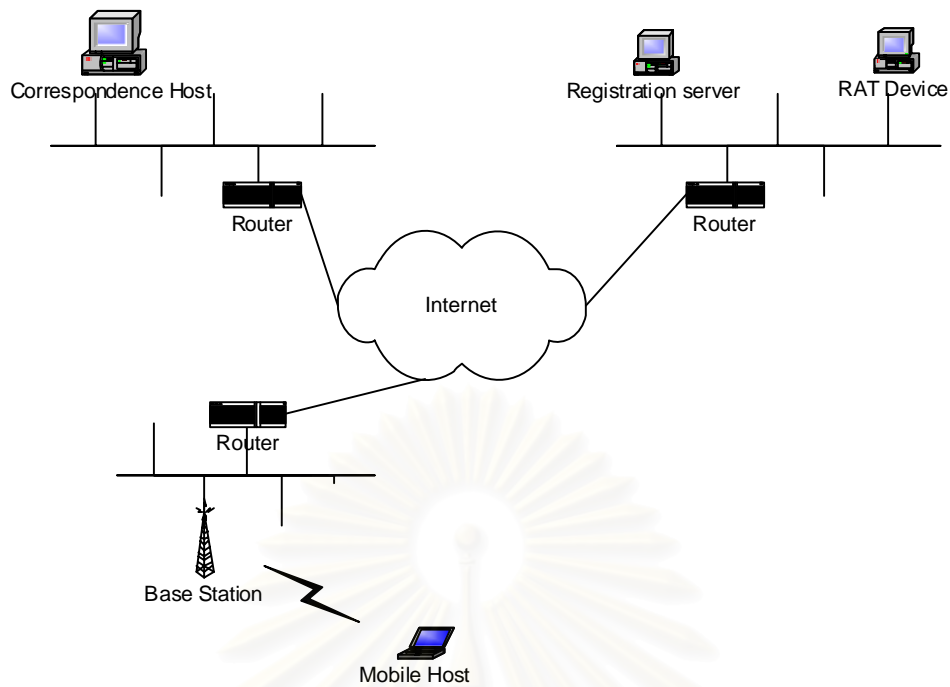 Correspondence Host
Registration server
RAT Device
Router
Router
Internet
Router
Base Station
Mobile Host